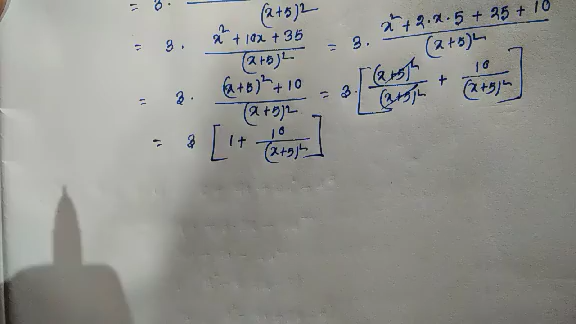 = 3. (x+5)²
= 3. x² + 10x + 35 / (x+5)² = 3. x² + 2.x.5 + 25 + 10 / (x+5)²
= 3. (x+5)² + 10 / (x+5)² = 3. [ (x+5)² / (x+5)² + 10 / (x+5)² ]
= 3 [ 1 + 10 / (x+5)² ]